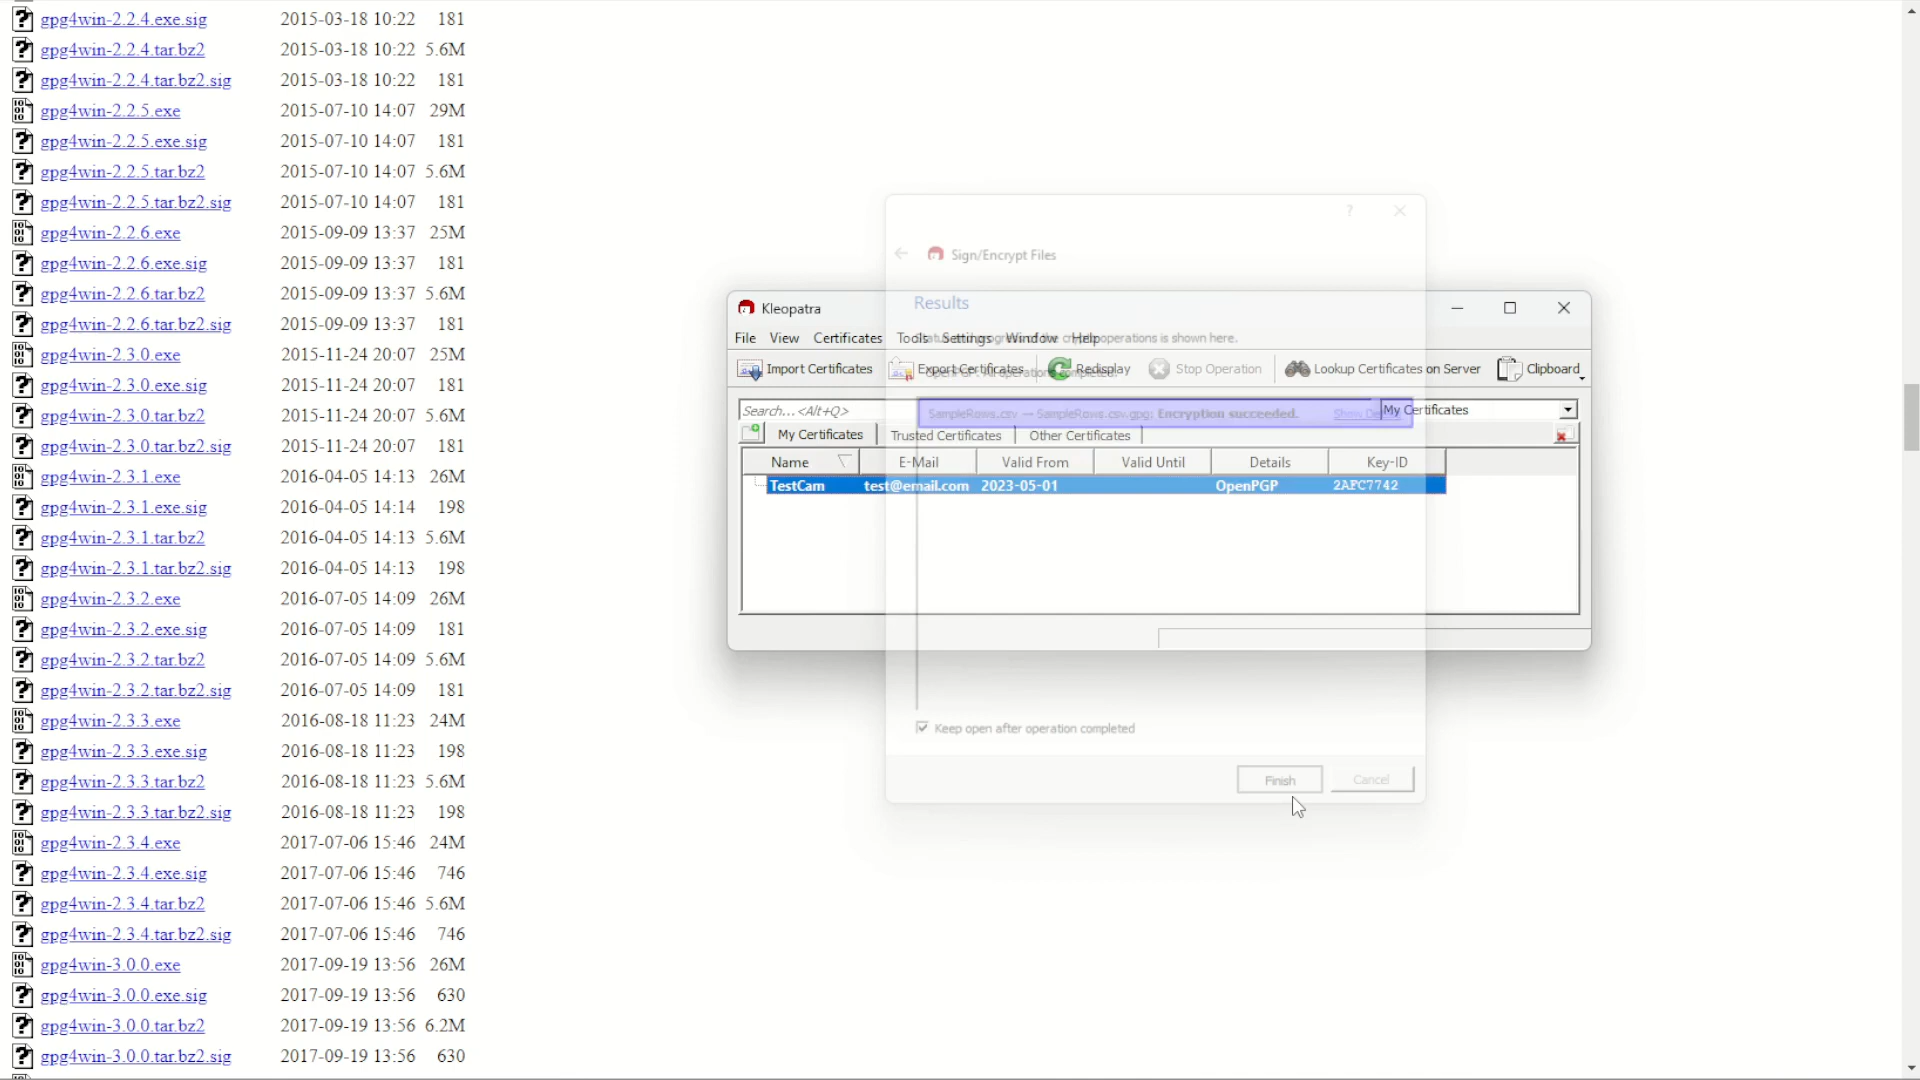 gpg4win-2.2.4.exe.sig 2015-03-18 10:22 181
gpg4win-2.2.4.tar.bz2 2015-03-18 10:22 5.6M
gpg4win-2.2.4.tar.bz2.sig 2015-03-18 10:22 181
gpg4win-2.2.5.exe 2015-07-10 14:07 29M
gpg4win-2.2.5.exe.sig 2015-07-10 14:07 181
gpg4win-2.2.5.tar.bz2 2015-07-10 14:07 5.6M
gpg4win-2.2.5.tar.bz2.sig 2015-07-10 14:07 181
gpg4win-2.2.6.exe 2015-09-09 13:37 25M
gpg4win-2.2.6.exe.sig 2015-09-09 13:37 181
gpg4win-2.2.6.tar.bz2 2015-09-09 13:37 5.6M
gpg4win-2.2.6.tar.bz2.sig 2015-09-09 13:37 181
gpg4win-2.3.0.exe 2015-11-24 20:07 25M
gpg4win-2.3.0.exe.sig 2015-11-24 20:07 181
gpg4win-2.3.0.tar.bz2 2015-11-24 20:07 5.6M
gpg4win-2.3.0.tar.bz2.sig 2015-11-24 20:07 181
gpg4win-2.3.1.exe 2016-04-05 14:13 26M
gpg4win-2.3.1.exe.sig 2016-04-05 14:14 198
gpg4win-2.3.1.tar.bz2 2016-04-05 14:13 5.6M
gpg4win-2.3.1.tar.bz2.sig 2016-04-05 14:13 198
gpg4win-2.3.2.exe 2016-07-05 14:09 26M
gpg4win-2.3.2.exe.sig 2016-07-05 14:09 181
gpg4win-2.3.2.tar.bz2 2016-07-05 14:09 5.6M
gpg4win-2.3.2.tar.bz2.sig 2016-07-05 14:09 181
gpg4win-2.3.3.exe 2016-08-18 11:23 24M
gpg4win-2.3.3.exe.sig 2016-08-18 11:23 198
gpg4win-2.3.3.tar.bz2 2016-08-18 11:23 5.6M
gpg4win-2.3.3.tar.bz2.sig 2016-08-18 11:23 198
gpg4win-2.3.4.exe 2017-07-06 15:46 24M
gpg4win-2.3.4.exe.sig 2017-07-06 15:46 746
gpg4win-2.3.4.tar.bz2 2017-07-06 15:46 5.6M
gpg4win-2.3.4.tar.bz2.sig 2017-07-06 15:46 746
gpg4win-3.0.0.exe 2017-09-19 13:56 26M
gpg4win-3.0.0.exe.sig 2017-09-19 13:56 630
gpg4win-3.0.0.tar.bz2 2017-09-19 13:56 6.2M
gpg4win-3.0.0.tar.bz2.sig 2017-09-19 13:56 630
Sign/Encrypt Files
Results
Kleopatra
File View Certificates Tools Settings Window Help
operations is shown here.
Import Certificates Export Certificates Redisplay Stop Operation Lookup Certificates on Server Clipboard
Search...<Alt+Q> My Certificates
SampleRows.csv → SampleRows.csv.gpg: Encryption succeeded. Show
My Certificates Trusted Certificates Other Certificates
Name E-Mail Valid From Valid Until Details Key-ID
TestCam test@email.com 2023-05-01 OpenPGP 2AFC7742
Keep open after operation completed
Finish Cancel